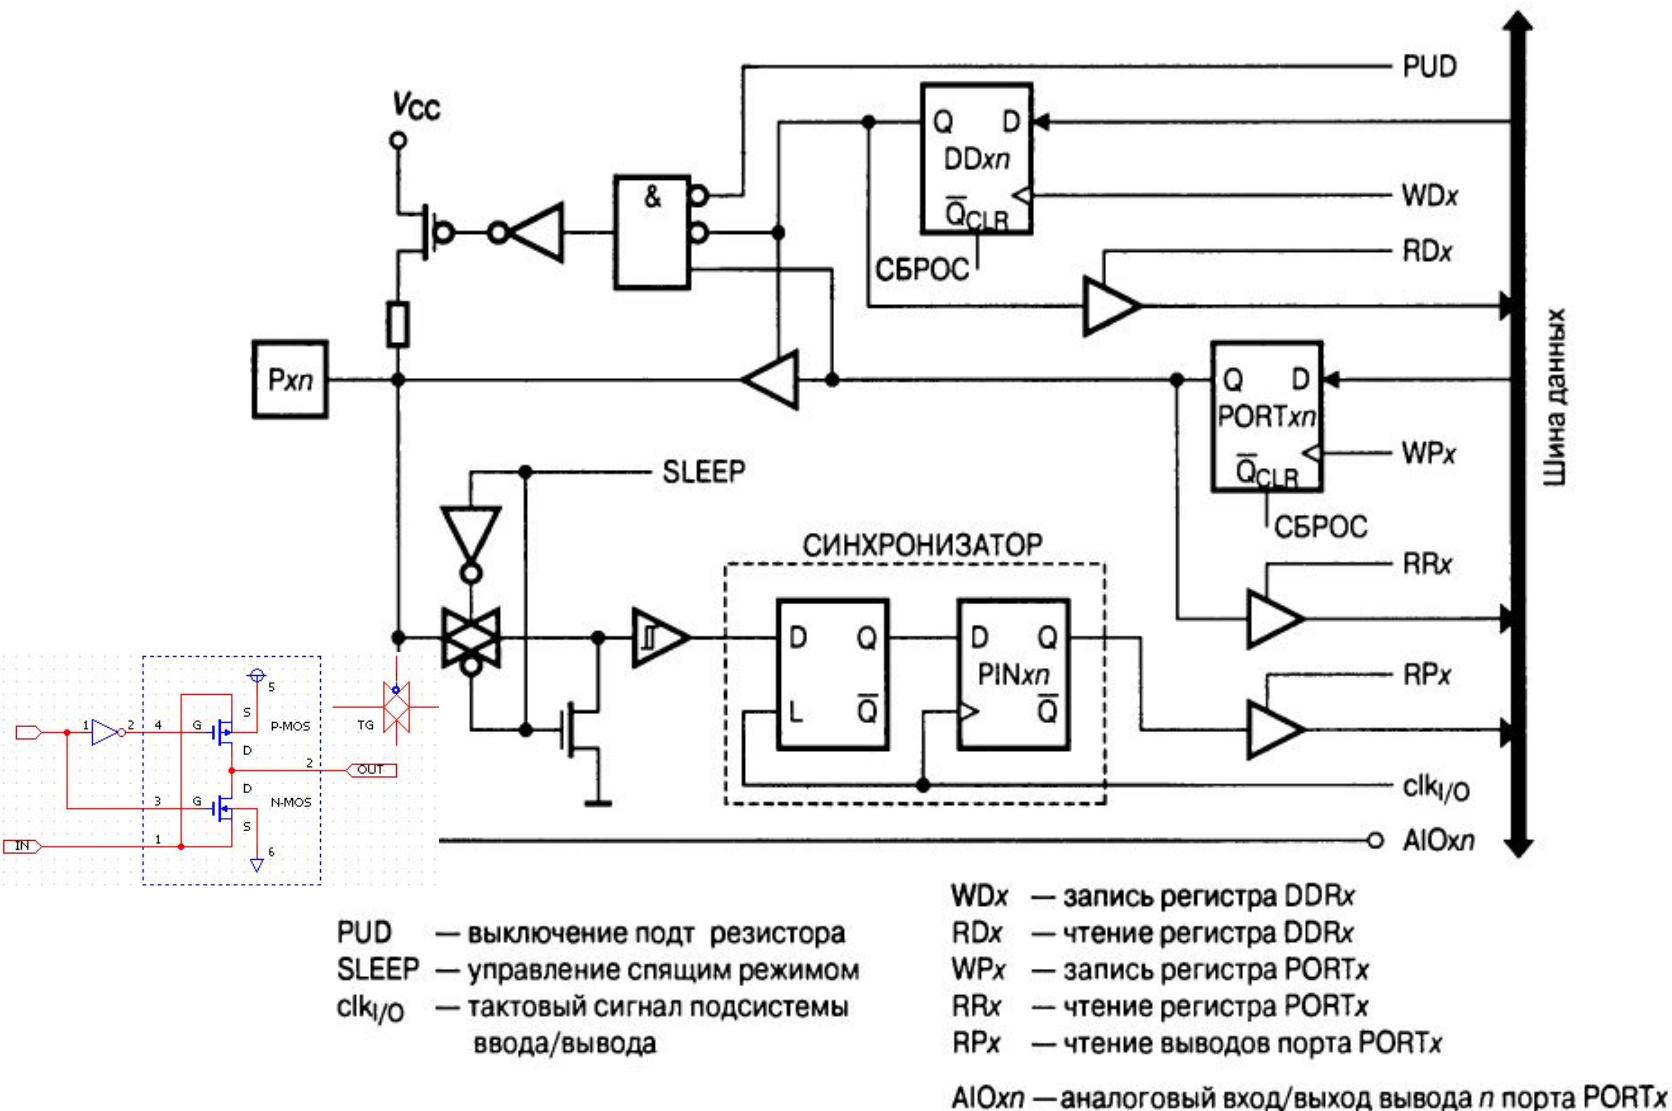 PUD
VCC
Q D
DDxn
& 
WDx
Q̅CLR
RDx
СБРОС
Шина данных
Pxn
Q D
PORTxn
WPx
Q̅CLR
SLEEP
СБРОС
СИНХРОНИЗАТОР
RRx
D Q D Q
PINxn
RPx
L Q̅ Q̅
5
S
1 2 4 G P-MOS TG
D
2 OUT
D
3 G N-MOS
S
IN 1 6
clkI/O
AIOxn
WDx — запись регистра DDRx
PUD — выключение подт резистора
RDx — чтение регистра DDRx
SLEEP — управление спящим режимом
WPx — запись регистра PORTx
clkI/O — тактовый сигнал подсистемы
RRx — чтение регистра PORTx
ввода/вывода
RPx — чтение выводов порта PORTx
AIOxn — аналоговый вход/выход вывода n порта PORTx